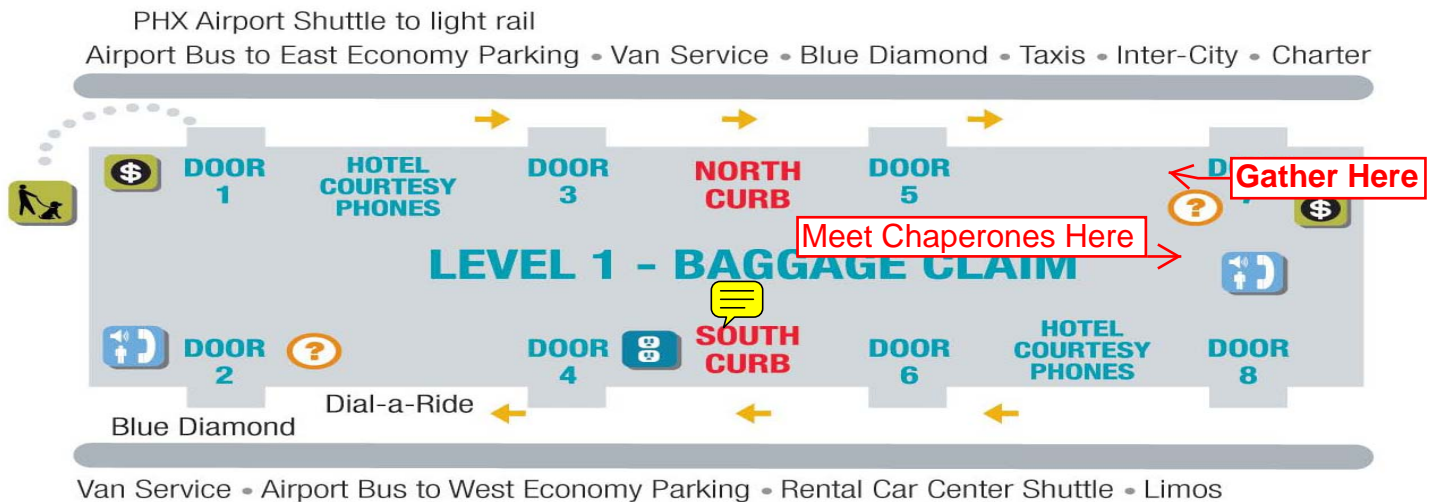 PHX Airport Shuttle to light rail
Airport Bus to East Economy Parking • Van Service • Blue Diamond • Taxis • Inter-City • Charter
$
DOOR
1
HOTEL
COURTESY
PHONES
DOOR
3
NORTH
CURB
DOOR
5
D
Gather Here
?
$
Meet Chaperones Here
LEVEL 1 - BAGGAGE CLAIM
DOOR
2
?
DOOR
4
SOUTH
CURB
DOOR
6
HOTEL
COURTESY
PHONES
DOOR
8
Blue Diamond
Dial-a-Ride
Van Service • Airport Bus to West Economy Parking • Rental Car Center Shuttle • Limos